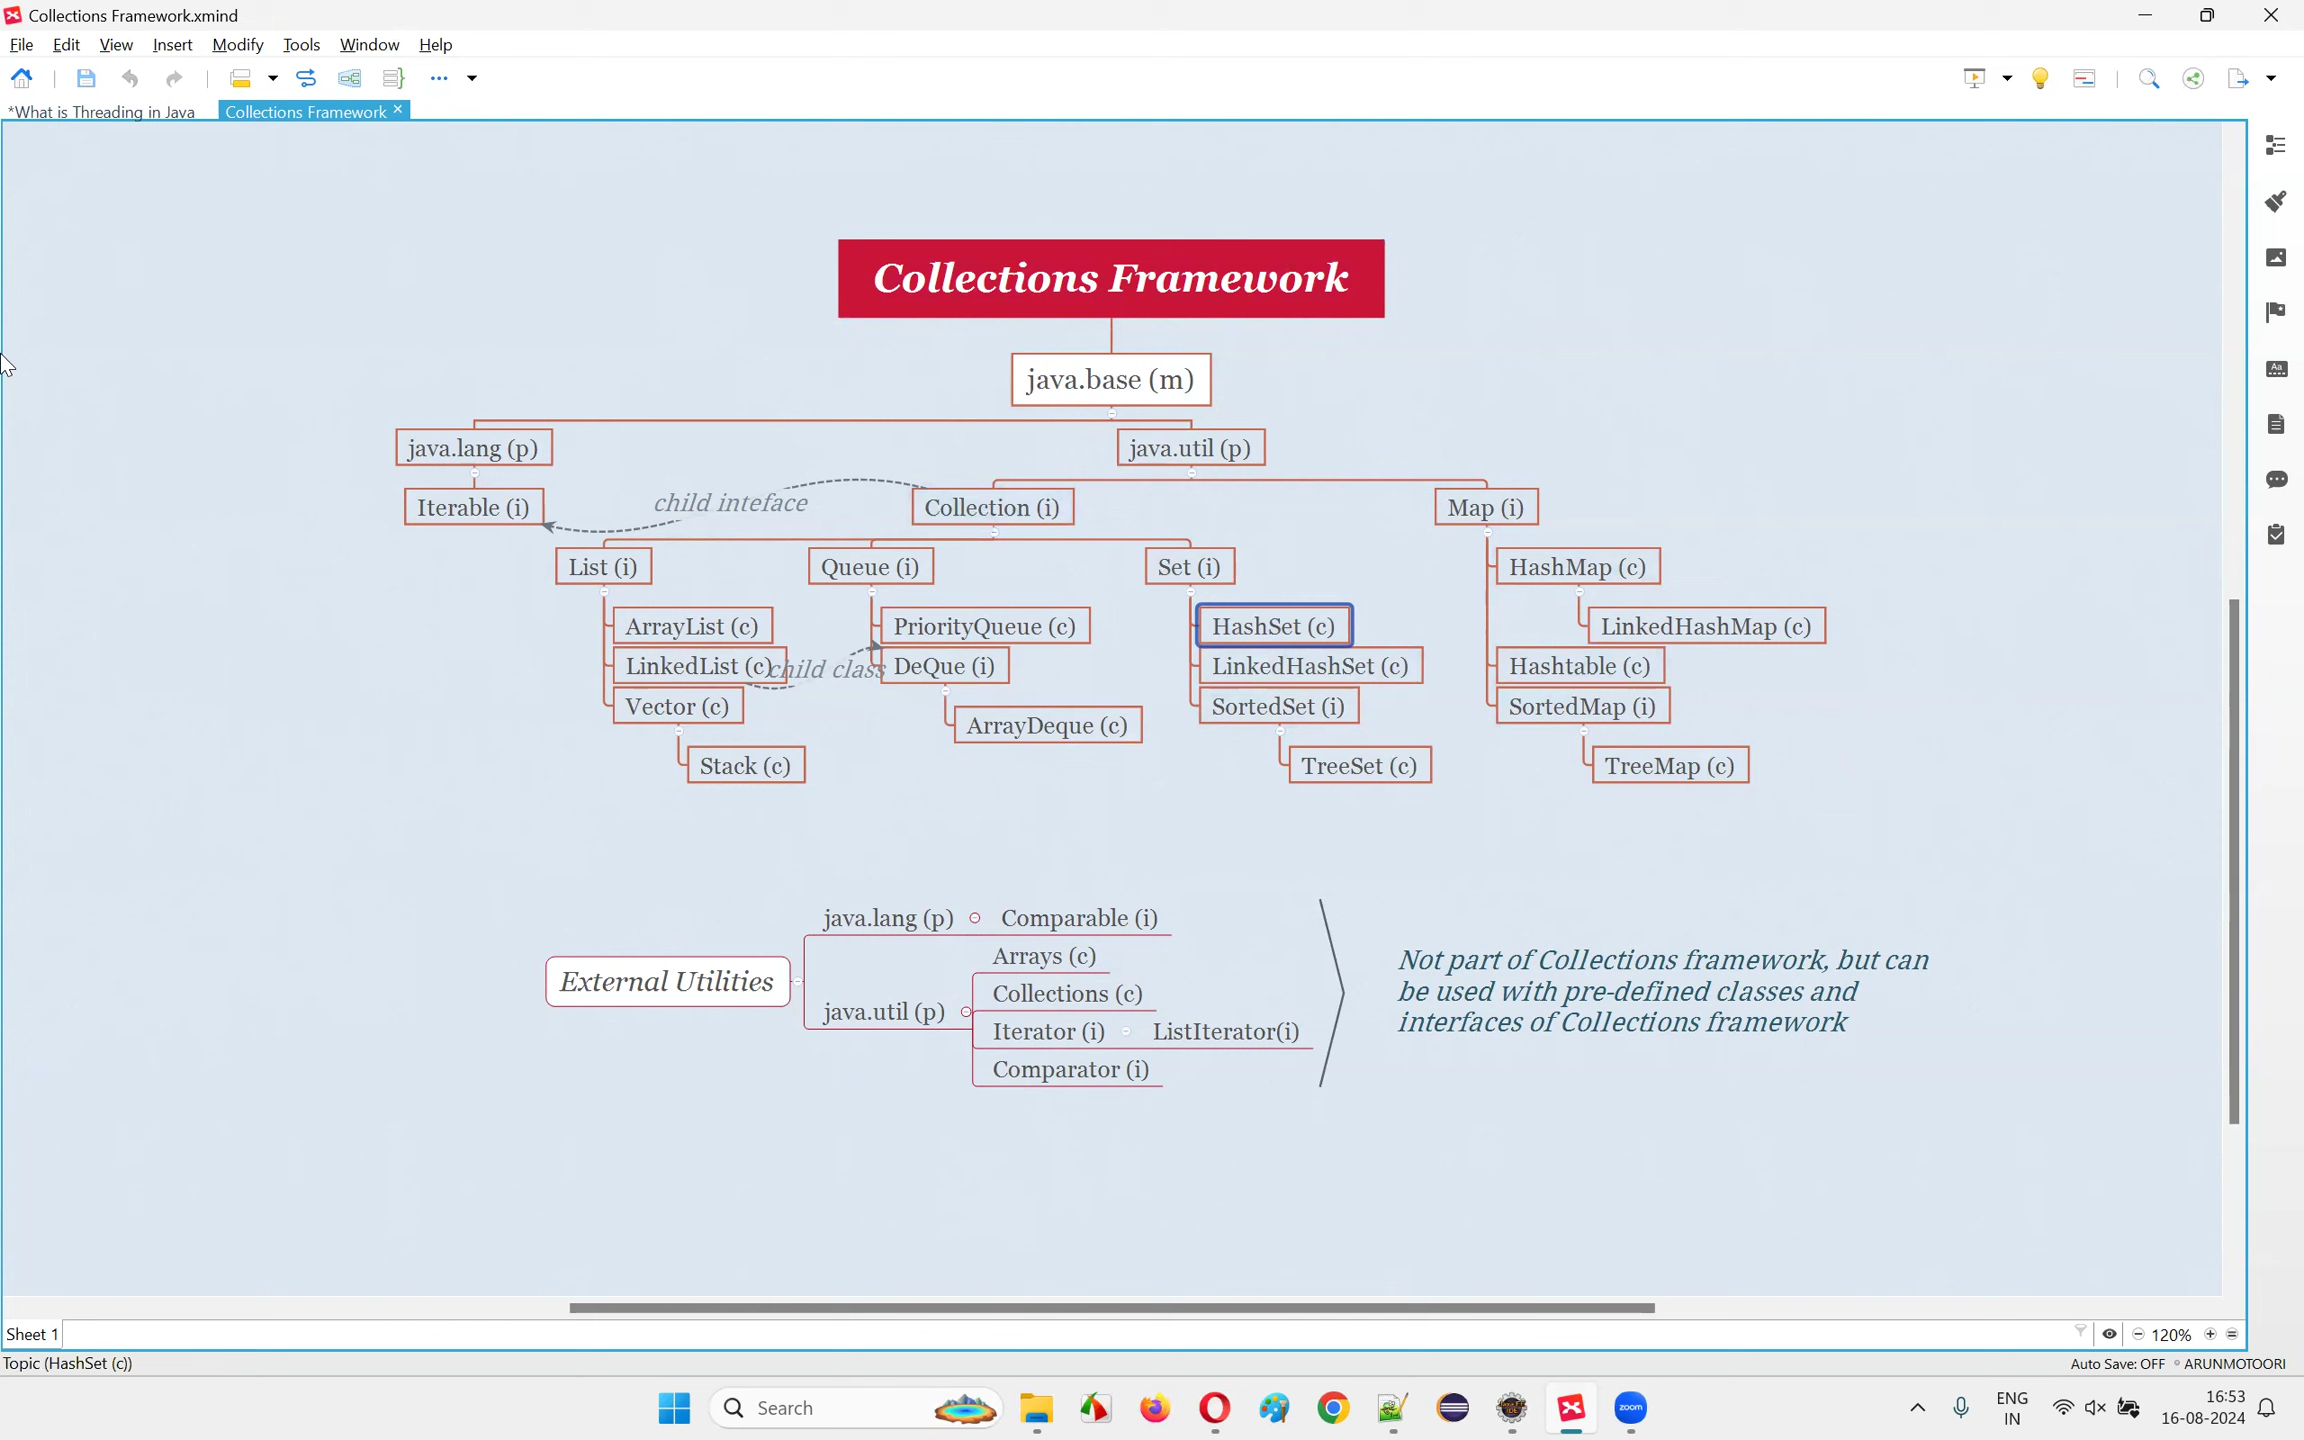 Collections Framework.xmind
File Edit View Insert Modify Tools Window Help
*What is Threading in Java Collections Framework
Collections Framework
java.base (m)
java.lang (p) java.util (p)
Iterable (i) child inteface Collection (i) Map (i)
List (i) Queue (i) Set (i) HashMap (c)
ArrayList (c) PriorityQueue (c) HashSet (c) LinkedHashMap (c)
LinkedList (c) child class DeQue (i) LinkedHashSet (c) Hashtable (c)
Vector (c) SortedSet (i) SortedMap (i)
ArrayDeque (c)
Stack (c) TreeSet (c) TreeMap (c)
java.lang (p) Comparable (i)
Arrays (c)
Not part of Collections framework, but can
External Utilities
Collections (c)
be used with pre-defined classes and
java.util (p)
interfaces of Collections framework
Iterator (i) ListIterator(i)
Comparator (i)
Sheet 1 120%
Topic (HashSet (c)) Auto Save: OFF ARUNMOTOORI
Search zoom ENG 16:53
IN 16-08-2024